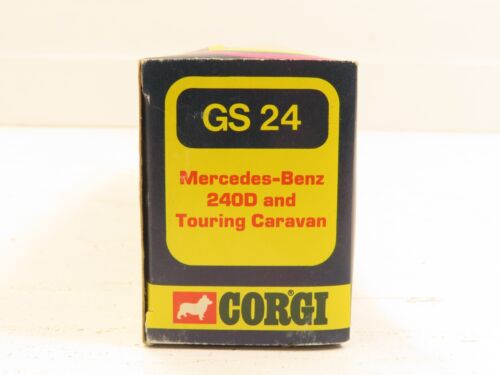 GS 24
Mercedes-Benz
240D and
Touring Caravan
CORGI®